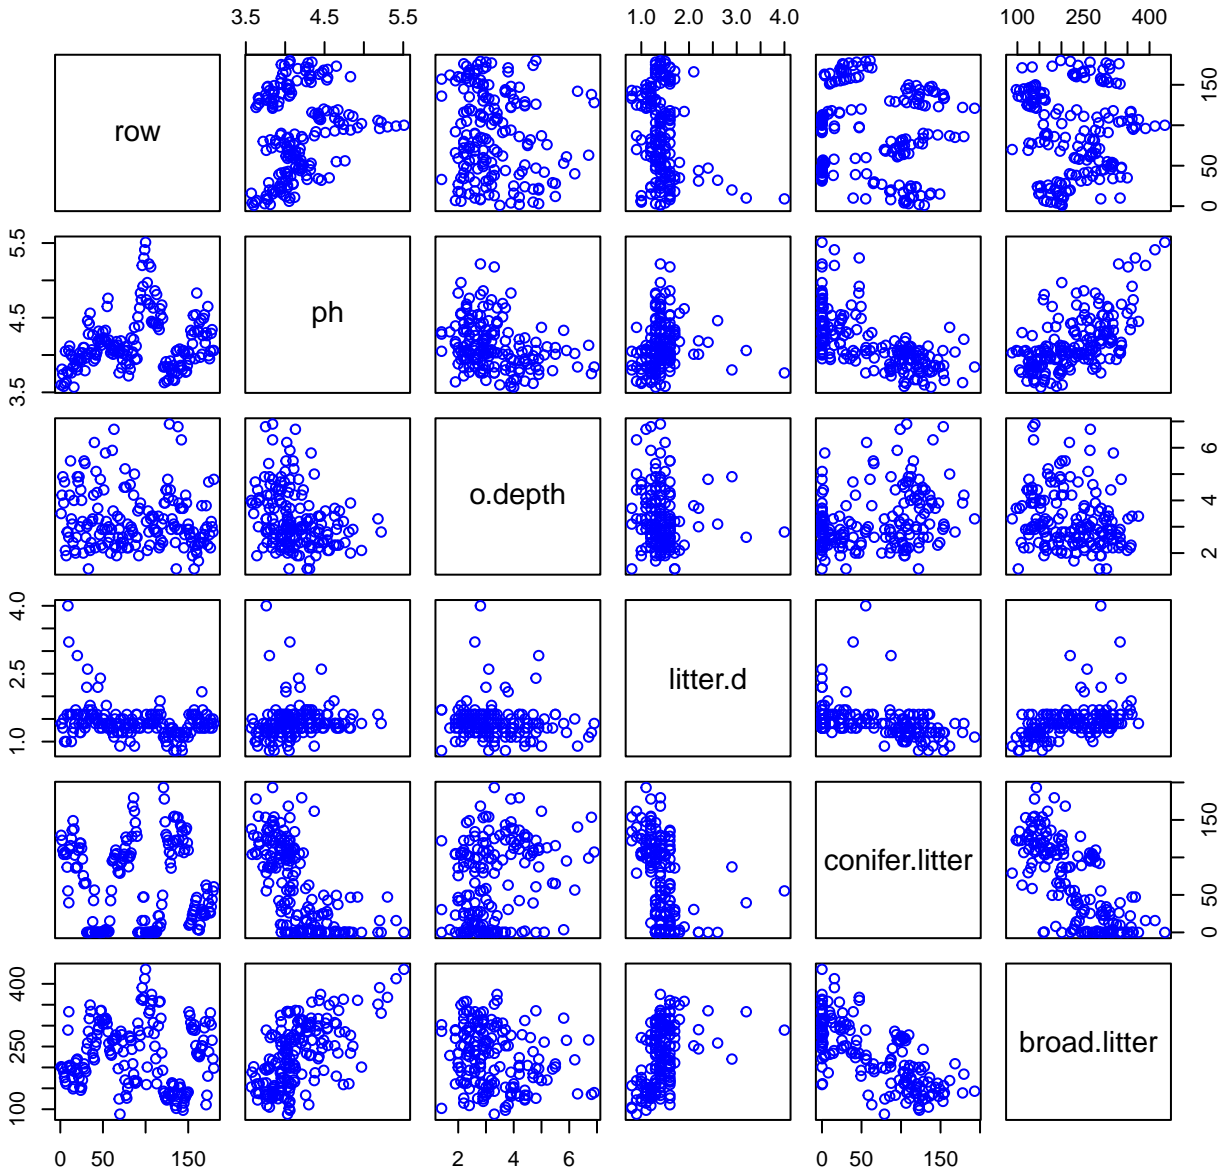 3.5 4.5 5.5 1.0 2.0 3.0 4.0 100 250 400
row 0 50 150
3.5 4.5 5.5 ph
o.depth 2 4 6
1.0 2.5 4.0 litter.d
conifer.litter 0 50 150
100 250 400 broad.litter
0 50 150 2 4 6 0 50 150